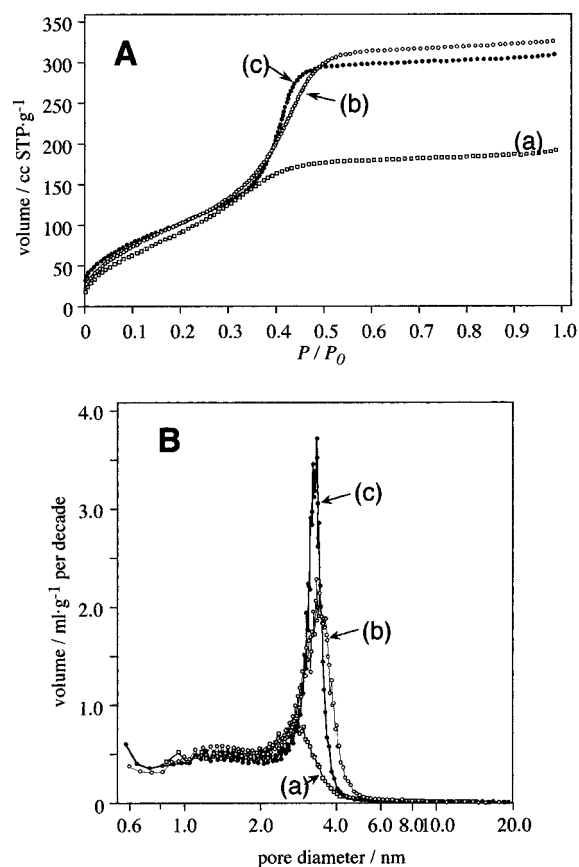 A
350
300
250
200
150
100
50
0
volume / cc STP·g⁻¹
(c)
(b)
(a)
0 0.1 0.2 0.3 0.4 0.5 0.6 0.7 0.8 0.9 1.0
P / P₀
B
4.0
3.0
2.0
1.0
0
volume / ml·g⁻¹ per decade
(c)
(b)
(a)
0.6 1.0 2.0 4.0 6.0 8.0 10.0 20.0
pore diameter / nm